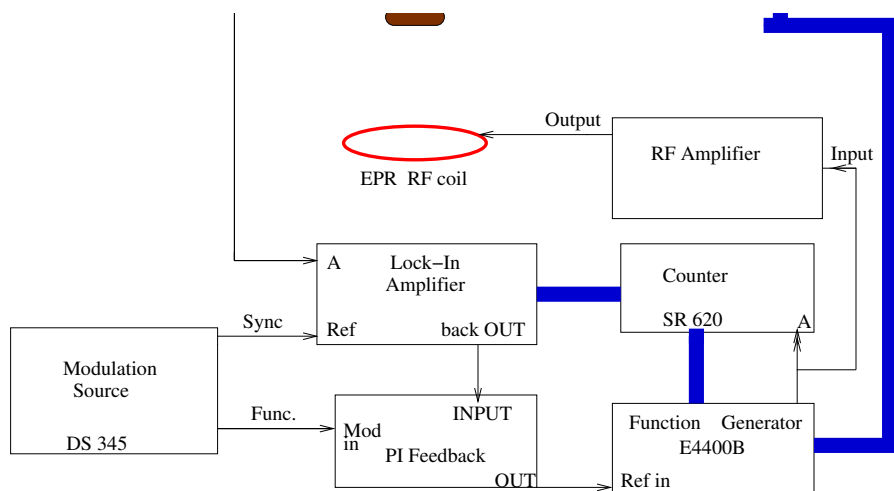 Output
RF Amplifier
Input
EPR RF coil
A
Lock-In
Amplifier
Ref
back OUT
Counter
SR 620
A
Sync
Modulation
Source
DS 345
Func.
INPUT
Mod
in
PI Feedback
OUT
Function Generator
E4400B
Ref in